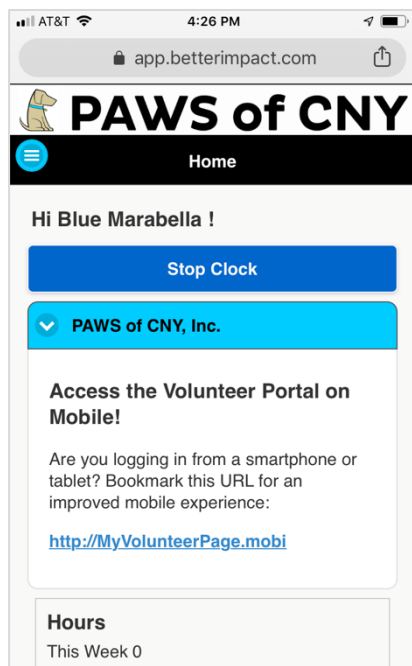 AT&T 4:26 PM
app.betterimpact.com
PAWS of CNY
Home
Hi Blue Marabella !
Stop Clock
PAWS of CNY, Inc.
Access the Volunteer Portal on
Mobile!
Are you logging in from a smartphone or
tablet? Bookmark this URL for an
improved mobile experience:
http://MyVolunteerPage.mobi
Hours
This Week 0